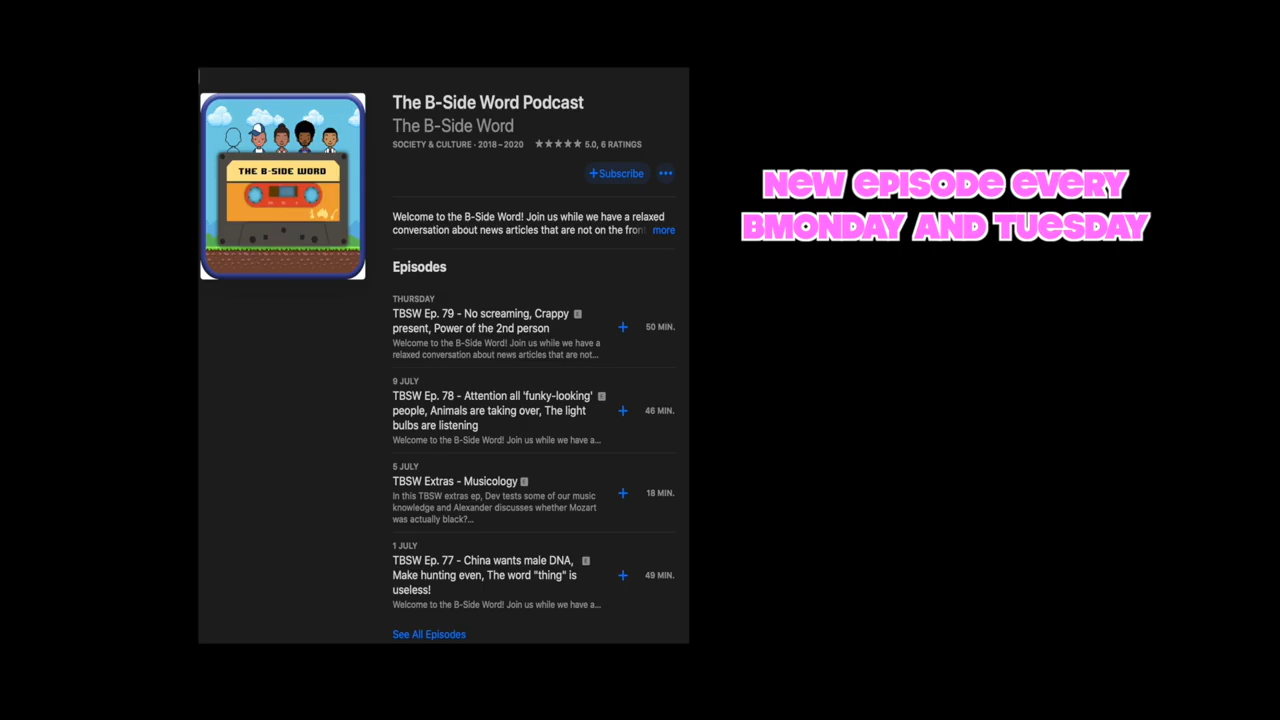 The B-Side Word Podcast
The B-Side Word
SOCIETY & CULTURE · 2018–2020 ★★★★★ 5.0, 6 RATINGS
+Subscribe •••
Welcome to the B-Side Word! Join us while we have a relaxed
conversation about news articles that are not on the fron more
Episodes
THURSDAY
TBSW Ep. 79 - No screaming, Crappy E
present, Power of the 2nd person
Welcome to the B-Side Word! Join us while we have a
relaxed conversation about news articles that are not...
+ 50 MIN.
9 JULY
TBSW Ep. 78 - Attention all 'funky-looking' E
people, Animals are taking over, The light
bulbs are listening
Welcome to the B-Side Word! Join us while we have a...
+ 46 MIN.
5 JULY
TBSW Extras - Musicology E
In this TBSW extras ep, Dev tests some of our music
knowledge and Alexander discusses whether Mozart
was actually black?...
+ 18 MIN.
1 JULY
TBSW Ep. 77 - China wants male DNA, E
Make hunting even, The word "thing" is
useless!
Welcome to the B-Side Word! Join us while we have a...
+ 49 MIN.
See All Episodes
THE B-SIDE WORD
NEW EPISODE EVERY
BMONDAY AND TUESDAY